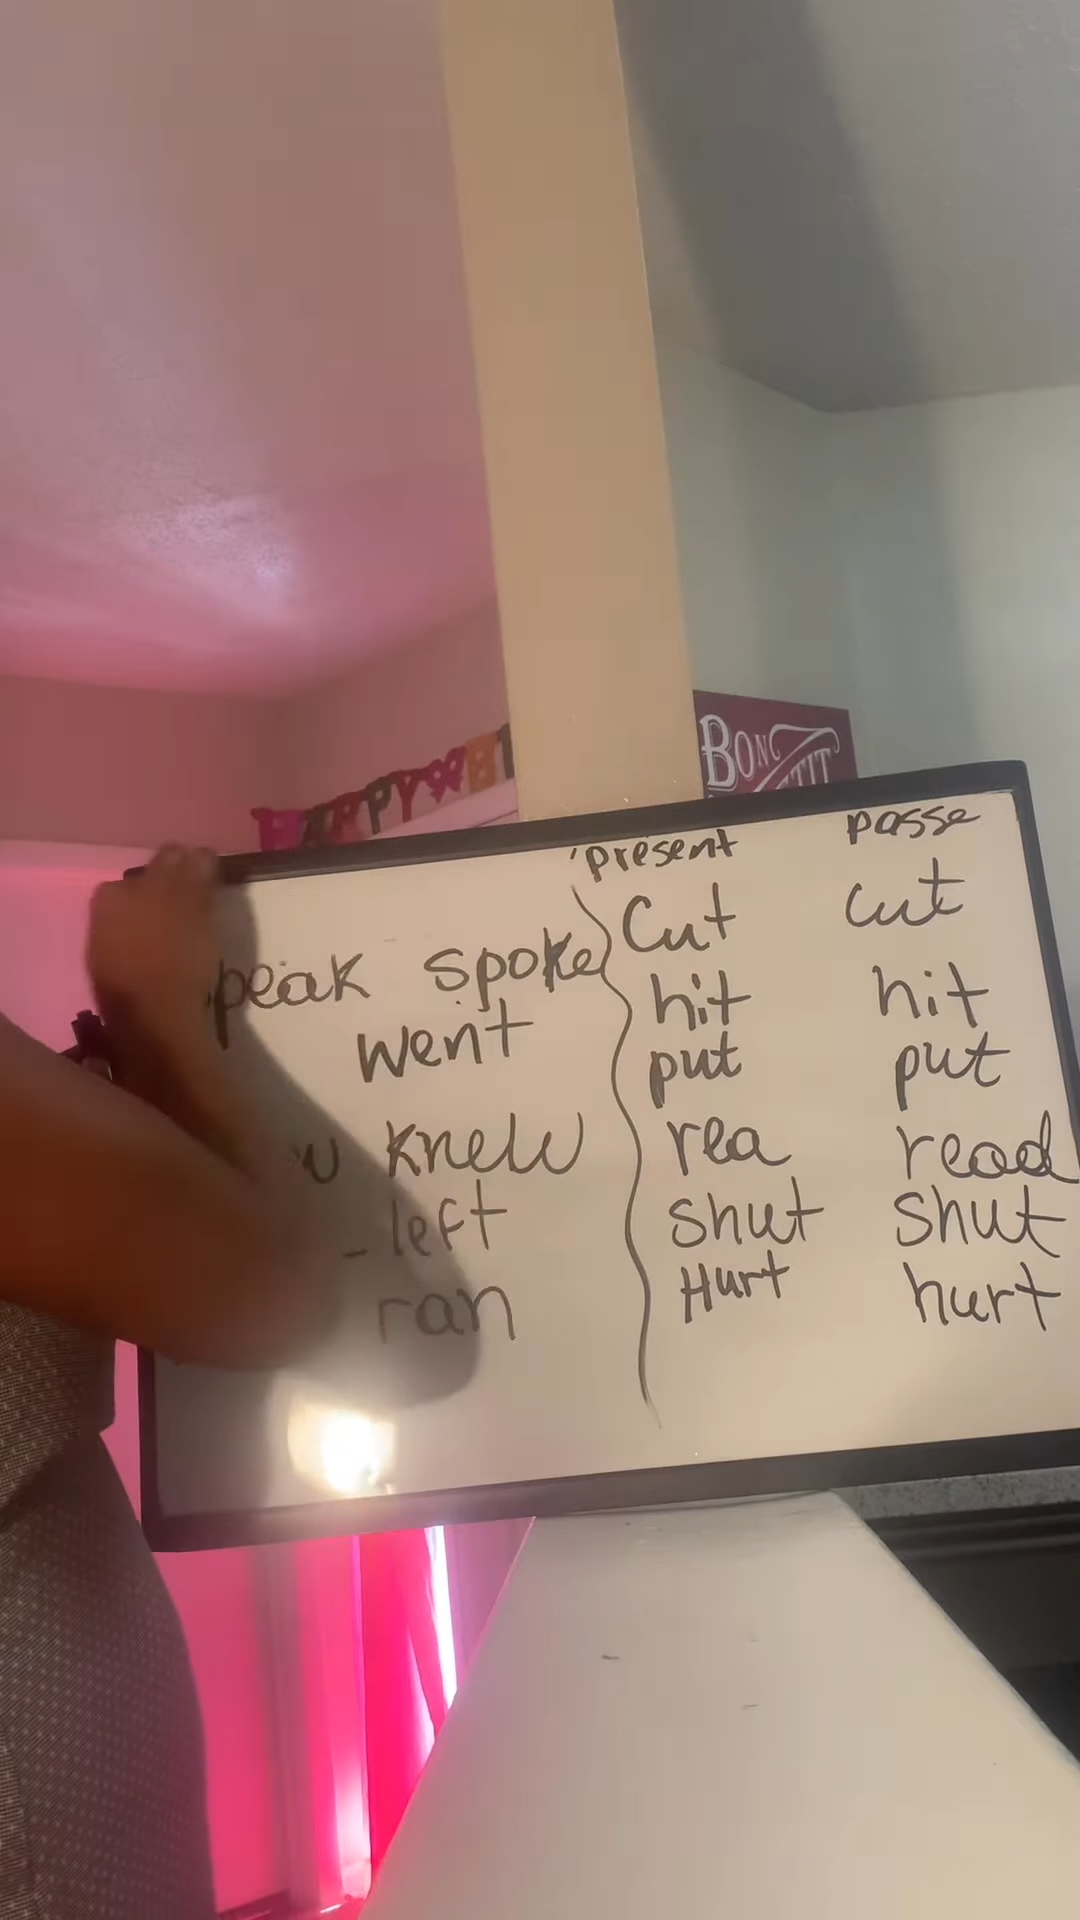 HAPPY
BON
present passe
peak spoke Cut cut
went hit hit
put put
w knew rea read
left shut shut
ran Hurt hurt